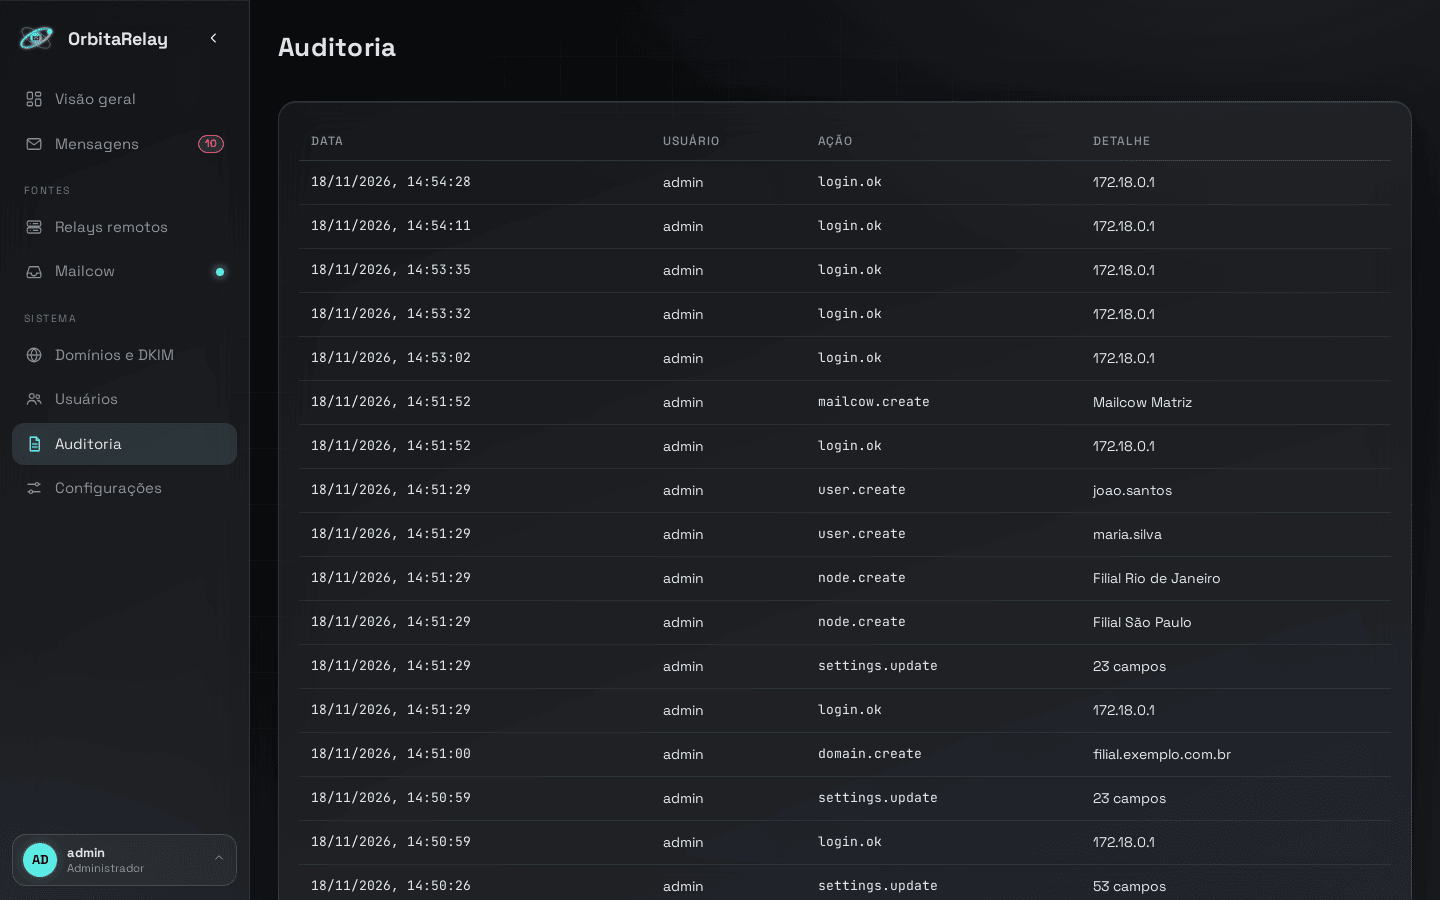 OrbitaRelay
Visão geral
Mensagens 10
FONTES
Relays remotos
Mailcow
SISTEMA
Domínios e DKIM
Usuários
Auditoria
Configurações
AD admin
Administrador
Auditoria
DATA USUÁRIO AÇÃO DETALHE
18/11/2026, 14:54:28 admin login.ok 172.18.0.1
18/11/2026, 14:54:11 admin login.ok 172.18.0.1
18/11/2026, 14:53:35 admin login.ok 172.18.0.1
18/11/2026, 14:53:32 admin login.ok 172.18.0.1
18/11/2026, 14:53:02 admin login.ok 172.18.0.1
18/11/2026, 14:51:52 admin mailcow.create Mailcow Matriz
18/11/2026, 14:51:52 admin login.ok 172.18.0.1
18/11/2026, 14:51:29 admin user.create joao.santos
18/11/2026, 14:51:29 admin user.create maria.silva
18/11/2026, 14:51:29 admin node.create Filial Rio de Janeiro
18/11/2026, 14:51:29 admin node.create Filial São Paulo
18/11/2026, 14:51:29 admin settings.update 23 campos
18/11/2026, 14:51:29 admin login.ok 172.18.0.1
18/11/2026, 14:51:00 admin domain.create filial.exemplo.com.br
18/11/2026, 14:50:59 admin settings.update 23 campos
18/11/2026, 14:50:59 admin login.ok 172.18.0.1
18/11/2026, 14:50:26 admin settings.update 53 campos